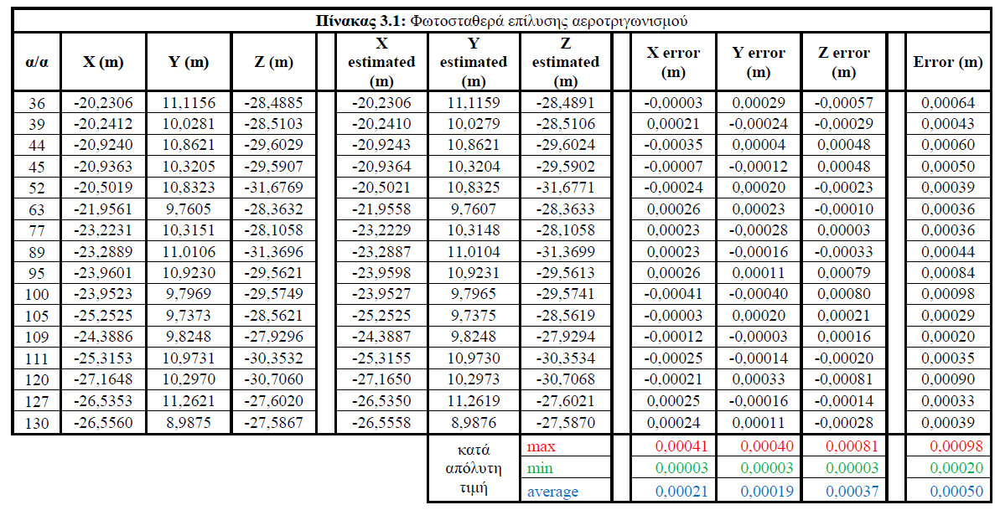 Πίνακας 3.1: Φωτοσταθερά επίλυσης αεροτριγωνισμού
α/α X (m) Y (m) Z (m) X estimated (m) Y estimated (m) Z estimated (m) X error (m) Y error (m) Z error (m) Error (m)
36 -20,2306 11,1156 -28,4885 -20,2306 11,1159 -28,4891 -0,00003 0,00029 -0,00057 0,00064
39 -20,2412 10,0281 -28,5103 -20,2410 10,0279 -28,5106 0,00021 -0,00024 -0,00029 0,00043
44 -20,9240 10,8621 -29,6029 -20,9243 10,8621 -29,6024 -0,00035 0,00004 0,00048 0,00060
45 -20,9363 10,3205 -29,5907 -20,9364 10,3204 -29,5902 -0,00007 -0,00012 0,00048 0,00050
52 -20,5019 10,8323 -31,6769 -20,5021 10,8325 -31,6771 -0,00024 0,00020 -0,00023 0,00039
63 -21,9561 9,7605 -28,3632 -21,9558 9,7607 -28,3633 0,00026 0,00023 -0,00010 0,00036
77 -23,2231 10,3151 -28,1058 -23,2229 10,3148 -28,1058 0,00023 -0,00028 0,00003 0,00036
89 -23,2889 11,0106 -31,3696 -23,2887 11,0104 -31,3699 0,00023 -0,00016 -0,00033 0,00044
95 -23,9601 10,9230 -29,5621 -23,9598 10,9231 -29,5613 0,00026 0,00011 0,00079 0,00084
100 -23,9523 9,7969 -29,5749 -23,9527 9,7965 -29,5741 -0,00041 -0,00040 0,00080 0,00098
105 -25,2525 9,7373 -28,5621 -25,2525 9,7375 -28,5619 -0,00003 0,00020 0,00021 0,00029
109 -24,3886 9,8248 -27,9296 -24,3887 9,8248 -27,9294 -0,00012 -0,00003 0,00016 0,00020
111 -25,3153 10,9731 -30,3532 -25,3155 10,9730 -30,3534 -0,00025 -0,00014 -0,00020 0,00035
120 -27,1648 10,2970 -30,7060 -27,1650 10,2973 -30,7068 -0,00021 0,00033 -0,00081 0,00090
127 -26,5353 11,2621 -27,6020 -26,5350 11,2619 -27,6021 0,00025 -0,00016 -0,00014 0,00033
130 -26,5560 8,9875 -27,5867 -26,5558 8,9876 -27,5870 0,00024 0,00011 -0,00028 0,00039
κατά απόλυτη τιμή
max 0,00041 0,00040 0,00081 0,00098
min 0,00003 0,00003 0,00003 0,00020
average 0,00021 0,00019 0,00037 0,00050